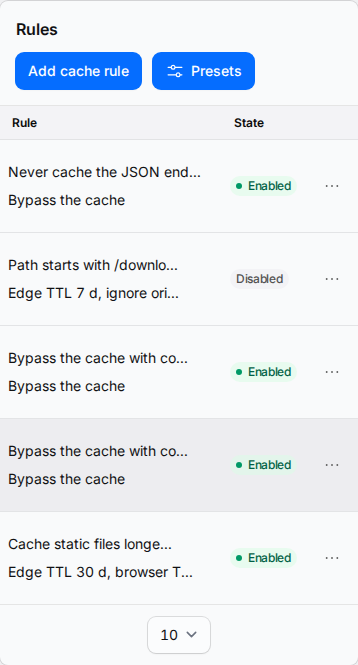 Rules
Add cache rule
Presets
Rule State
Never cache the JSON end...
Bypass the cache
Enabled
Path starts with /downlo...
Edge TTL 7 d, ignore ori...
Disabled
Bypass the cache with co...
Bypass the cache
Enabled
Bypass the cache with co...
Bypass the cache
Enabled
Cache static files longe...
Edge TTL 30 d, browser T...
Enabled
10